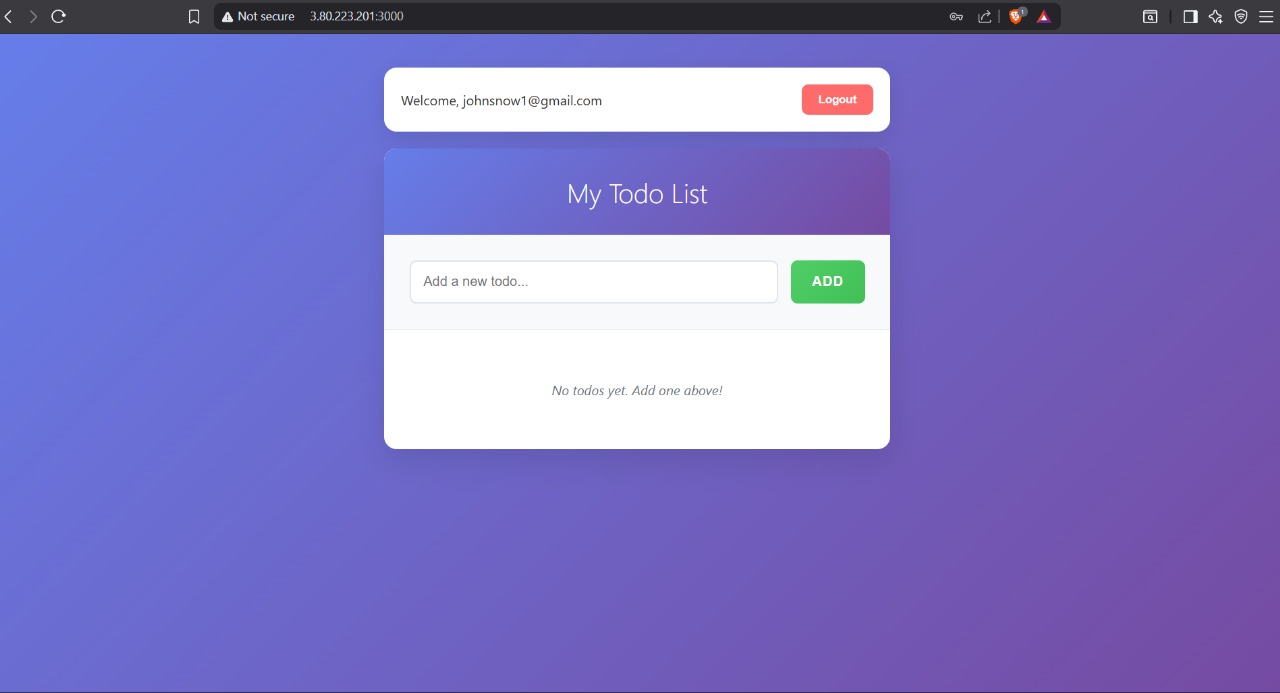 Not secure 3.80.223.201:3000
1
Welcome, johnsnow1@gmail.com
Logout
My Todo List
Add a new todo...
ADD
No todos yet. Add one above!